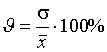 ϑ = σ / x̄ · 100%